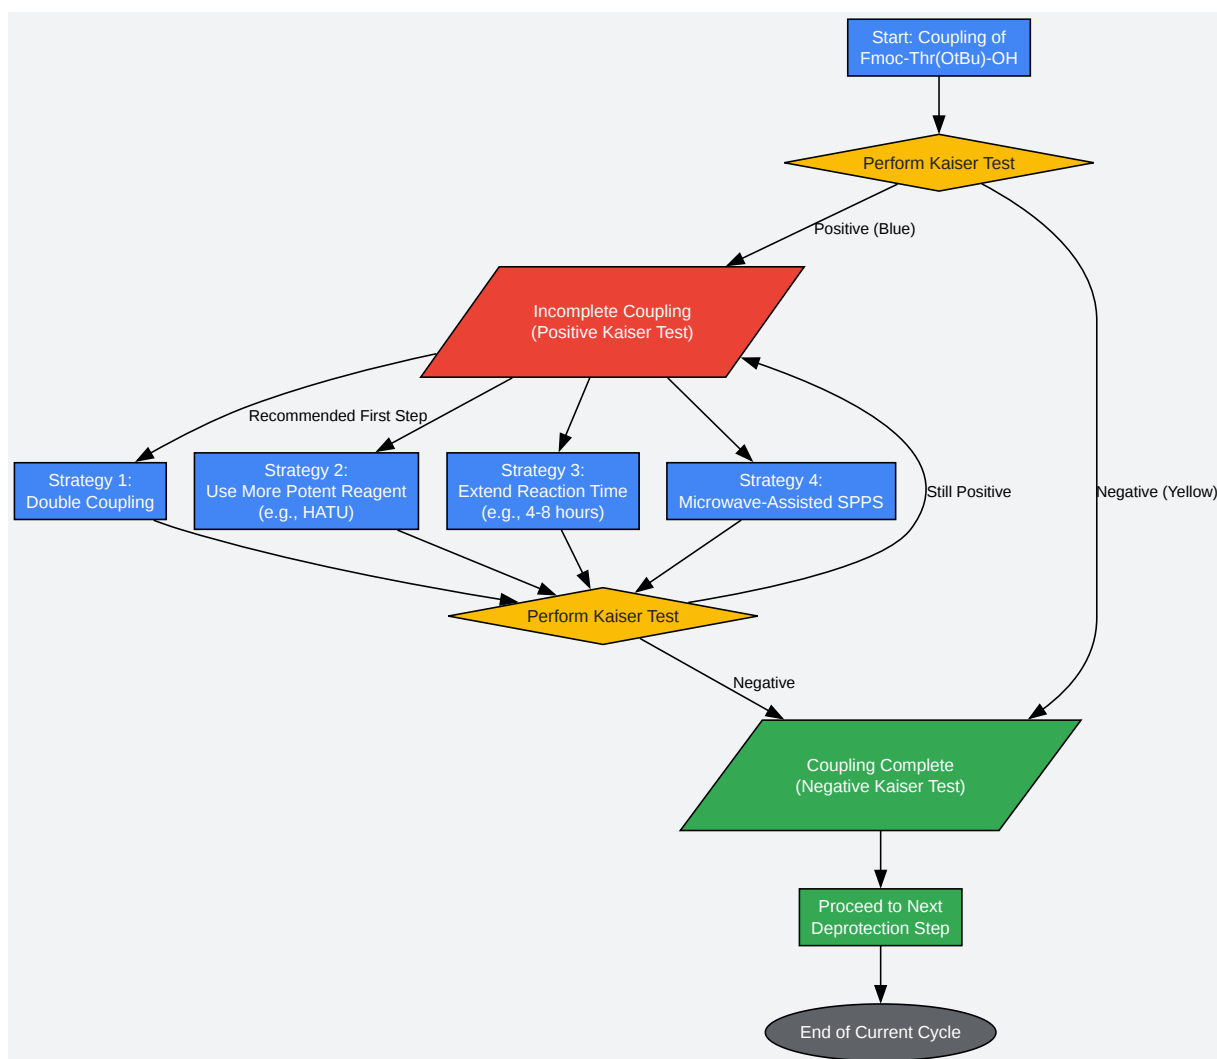 Start: Coupling of
Fmoc-Thr(OtBu)-OH
Perform Kaiser Test
Positive (Blue)
Incomplete Coupling
(Positive Kaiser Test)
Recommended First Step
Strategy 1:
Double Coupling
Strategy 2:
Use More Potent Reagent
(e.g., HATU)
Strategy 3:
Extend Reaction Time
(e.g., 4-8 hours)
Strategy 4:
Microwave-Assisted SPPS
Still Positive
Negative (Yellow)
Perform Kaiser Test
Negative
Coupling Complete
(Negative Kaiser Test)
Proceed to Next
Deprotection Step
End of Current Cycle